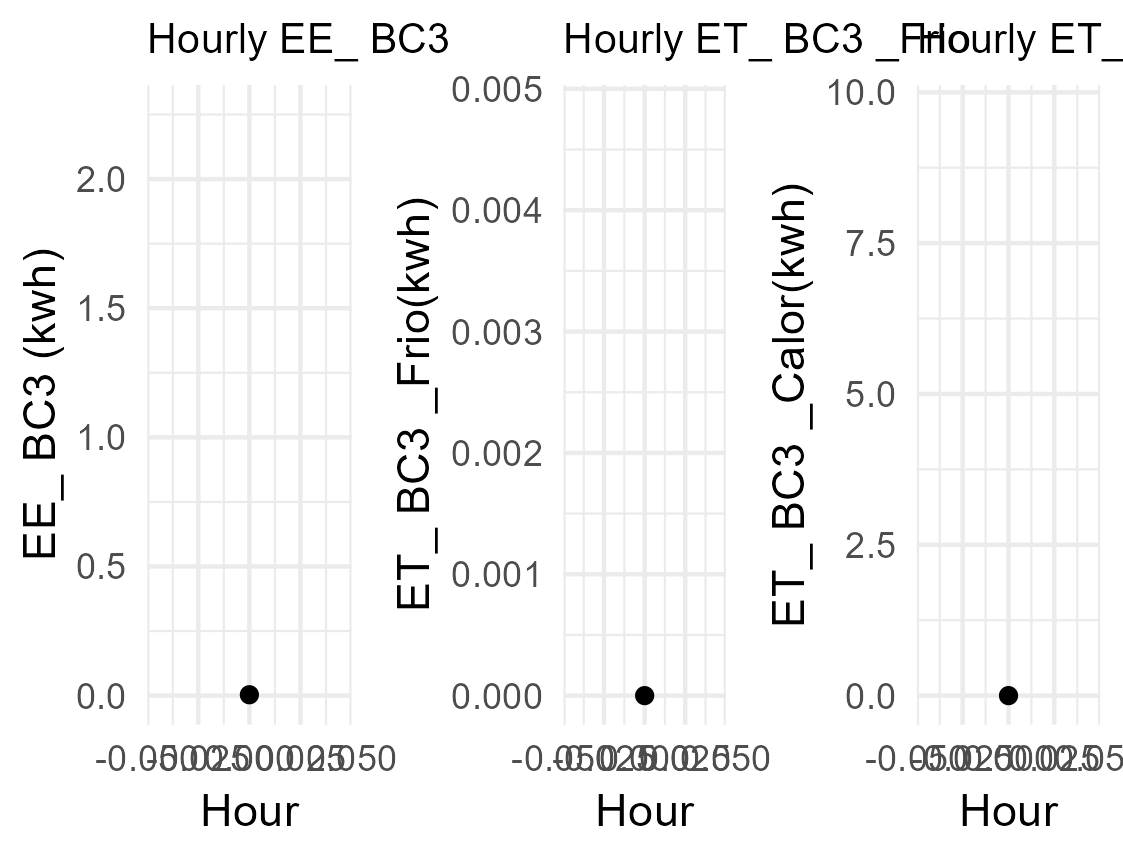 Hourly EE_ BC3
EE_ BC3 (kwh)
2.0
1.5
1.0
0.5
0.0
Hour
Hourly ET_ BC3 _Frio
ET_ BC3 _Frio(kwh)
0.005
0.004
0.003
0.002
0.001
0.000
Hour
Hourly ET_
ET_ BC3 _Calor(kwh)
10.0
7.5
5.0
2.5
0.0
Hour